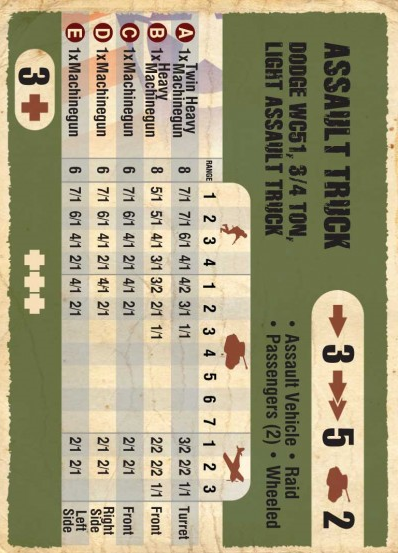 ASSAULT TRUCK
DODGE WC51, 3/4 TON,
LIGHT ASSAULT TRUCK
3 5 2
• Assault Vehicle • Raid
• Passengers (2) • Wheeled
RANGE 1 2 3 4 1 2 3 4 5 6 7 1 2 3
A 1x Twin Heavy Machinegun 8 7/1 7/1 6/1 4/1 4/2 3/1 1/1 3/2 2/2 1/1 Turret
B 1x Heavy Machinegun 8 5/1 5/1 4/1 3/1 3/2 2/1 1/1 2/2 2/2 1/1 Front
C 1x Machinegun 6 7/1 6/1 4/1 2/1 4/1 2/1 2/1 2/1 Front
D 1x Machinegun 6 7/1 6/1 4/1 2/1 4/1 2/1 2/1 2/1 Right Side
E 1x Machinegun 6 7/1 6/1 4/1 2/1 4/1 2/1 2/1 2/1 Left Side
3